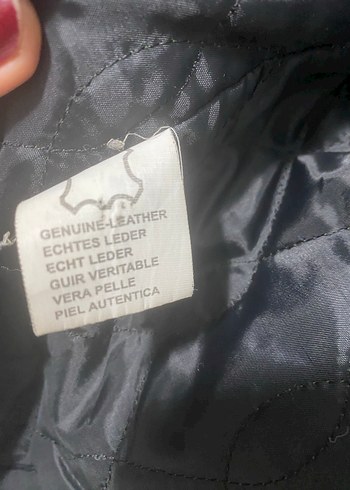 GENUINE-LEATHER
ECHTES LEDER
ECHT LEDER
GUIR VERITABLE
VERA PELLE
PIEL AUTENTICA